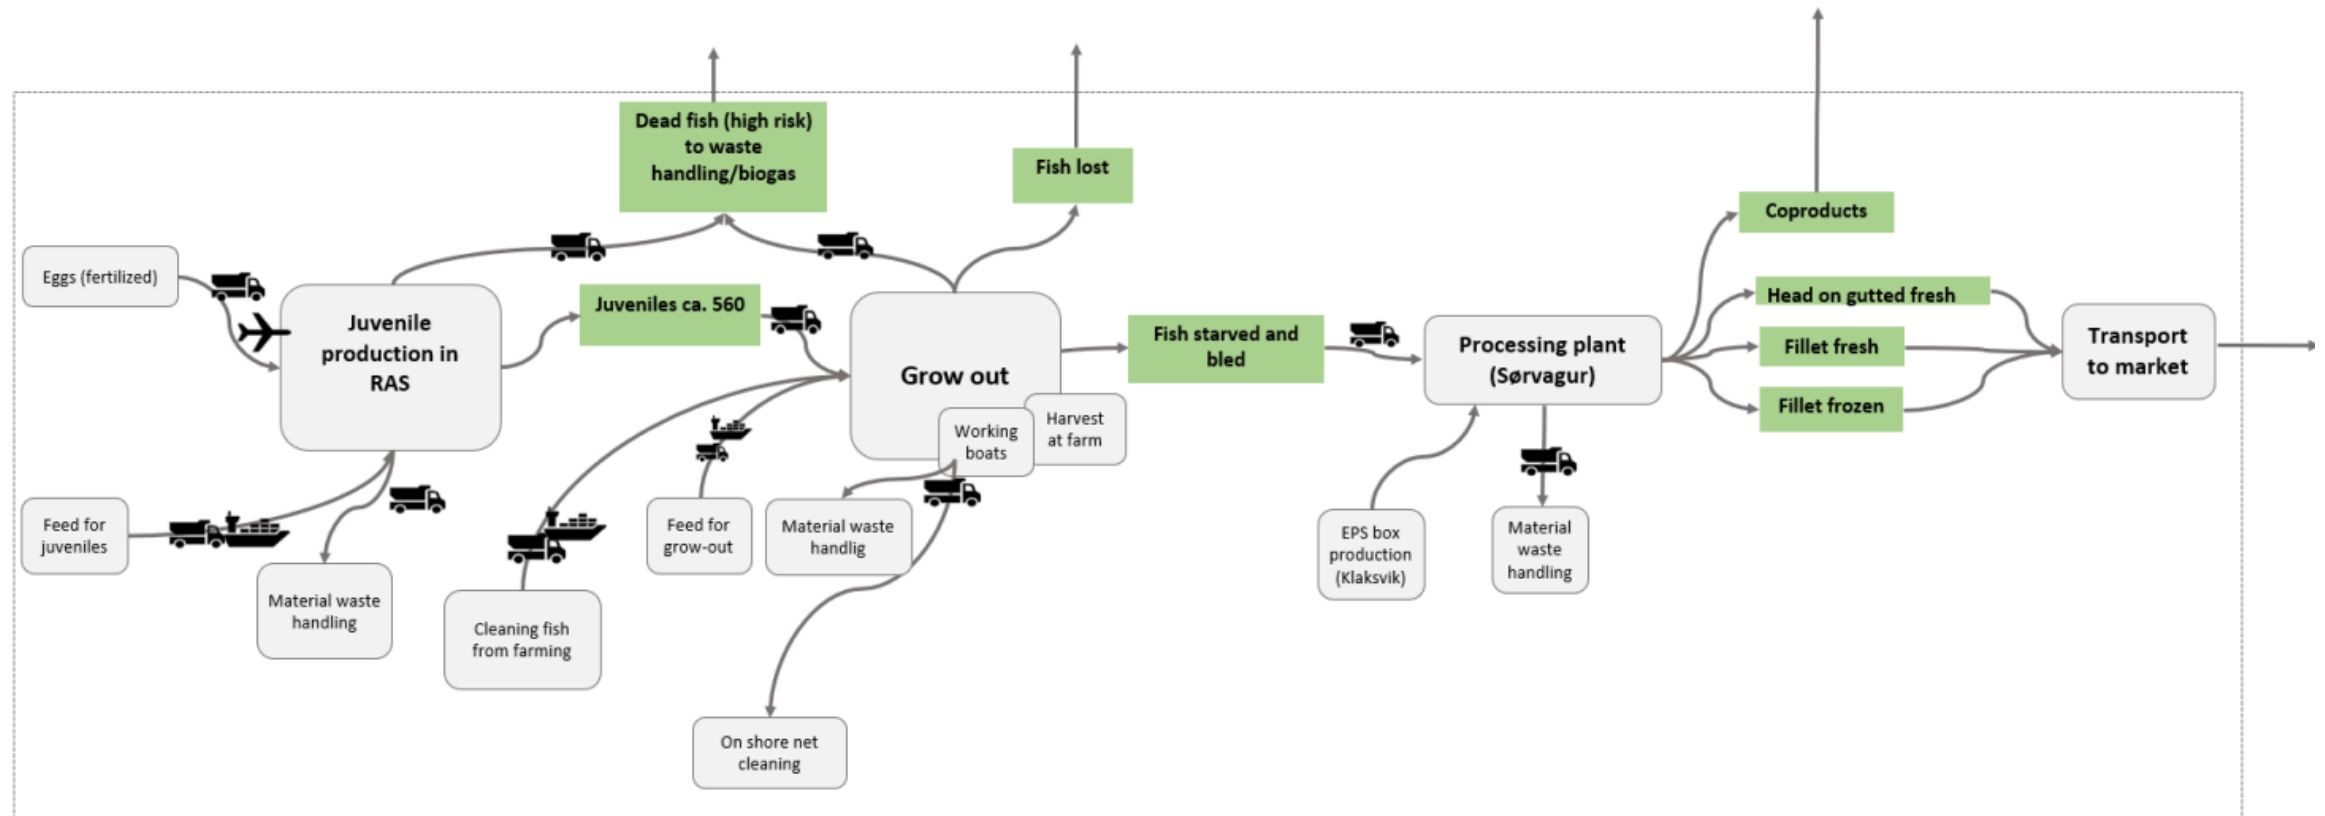 Dead fish (high risk)
to waste
handling/biogas
Fish lost
Coproducts
Eggs (fertilized)
Juvenile
production in
RAS
Juveniles ca. 560
Grow out
Fish starved and
bled
Processing plant
(Sørvagur)
Head on gutted fresh
Fillet fresh
Fillet frozen
Transport
to market
Working
boats
Harvest
at farm
Feed for
juveniles
Material waste
handling
Cleaning fish
from farming
Feed for
grow-out
Material waste
handlig
On shore net
cleaning
EPS box
production
(Klaksvik)
Material
waste
handling